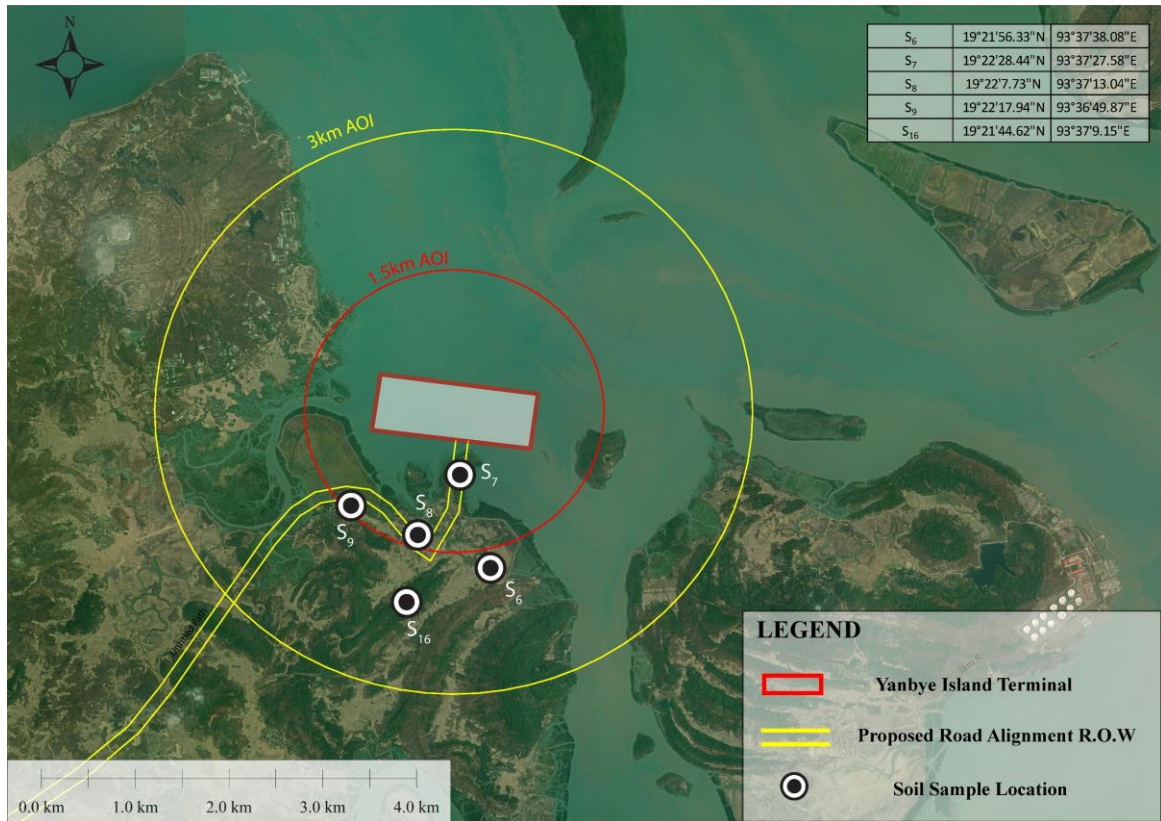 N
S₆ 19°21'56.33"N 93°37'38.08"E
S₇ 19°22'28.44"N 93°37'27.58"E
S₈ 19°22'7.73"N 93°37'13.04"E
S₉ 19°22'17.94"N 93°36'49.87"E
S₁₆ 19°21'44.62"N 93°37'9.15"E
3km AOI
1.5km AOI
S₇
S₈
S₉
S₆
S₁₆
LEGEND
Yanbye Island Terminal
Proposed Road Alignment R.O.W
Soil Sample Location
0.0 km 1.0 km 2.0 km 3.0 km 4.0 km